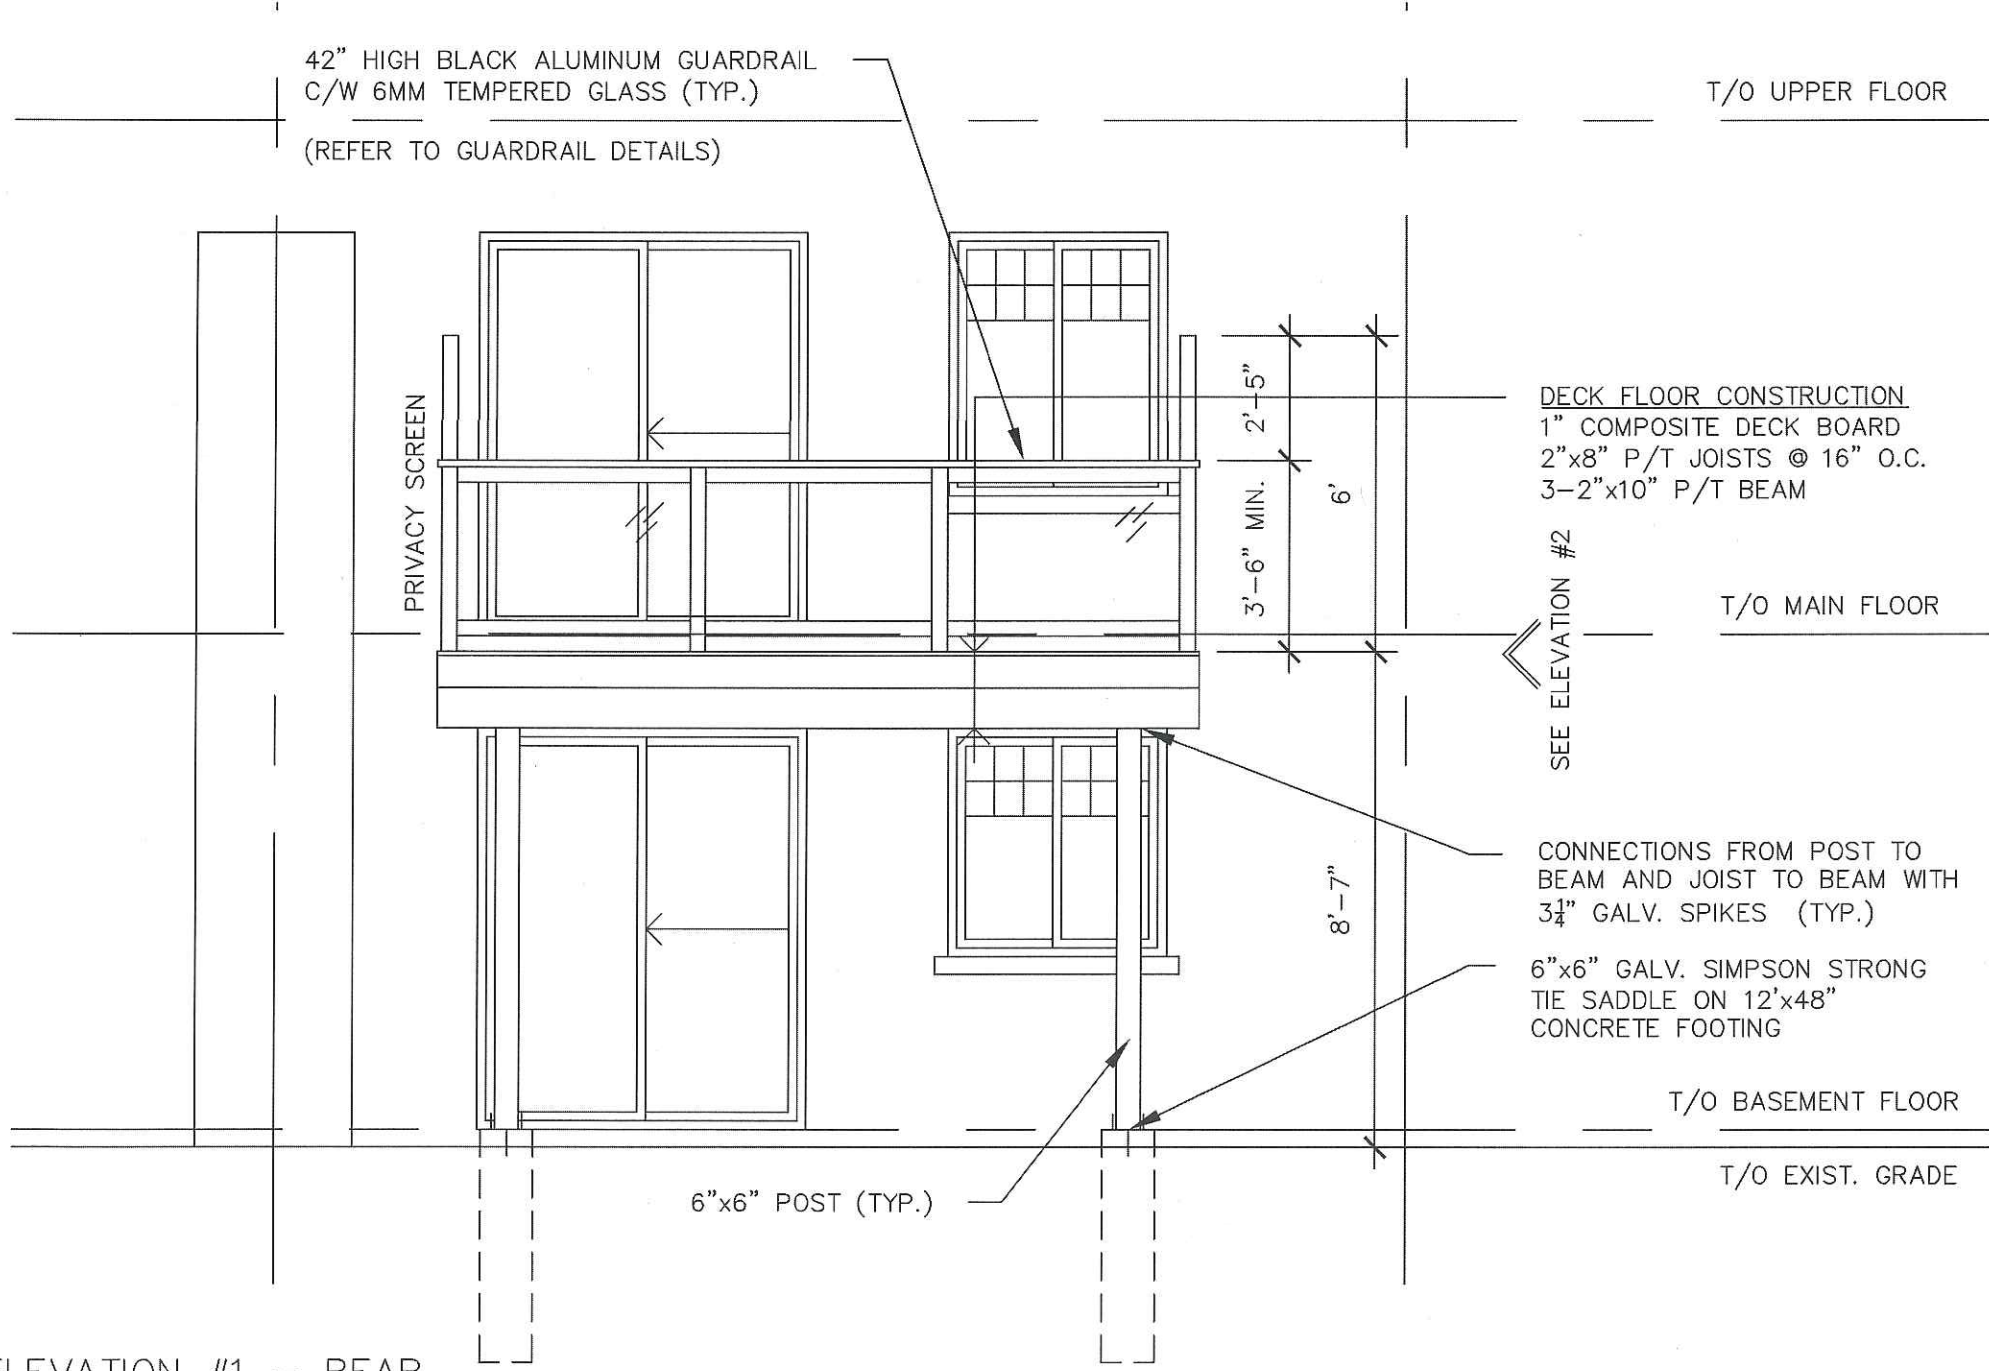 42" HIGH BLACK ALUMINUM GUARDRAIL
C/W 6MM TEMPERED GLASS (TYP.)
(REFER TO GUARDRAIL DETAILS)
T/O UPPER FLOOR
PRIVACY SCREEN
2'-5"
3'-6" MIN.
6'
8'-7"
DECK FLOOR CONSTRUCTION
1" COMPOSITE DECK BOARD
2"x8" P/T JOISTS @ 16" O.C.
3-2"x10" P/T BEAM
SEE ELEVATION #2
T/O MAIN FLOOR
CONNECTIONS FROM POST TO
BEAM AND JOIST TO BEAM WITH
3¼" GALV. SPIKES (TYP.)
6"x6" GALV. SIMPSON STRONG
TIE SADDLE ON 12'x48"
CONCRETE FOOTING
T/O BASEMENT FLOOR
T/O EXIST. GRADE
6"x6" POST (TYP.)
ELEVATION #1 - REAR